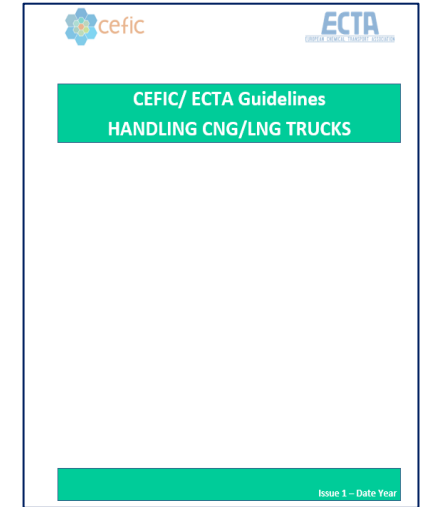 cefic
ECTA
EUROPEAN CHEMICAL TRANSPORT ASSOCIATION
CEFIC/ ECTA Guidelines
HANDLING CNG/LNG TRUCKS
Issue 1 – Date Year